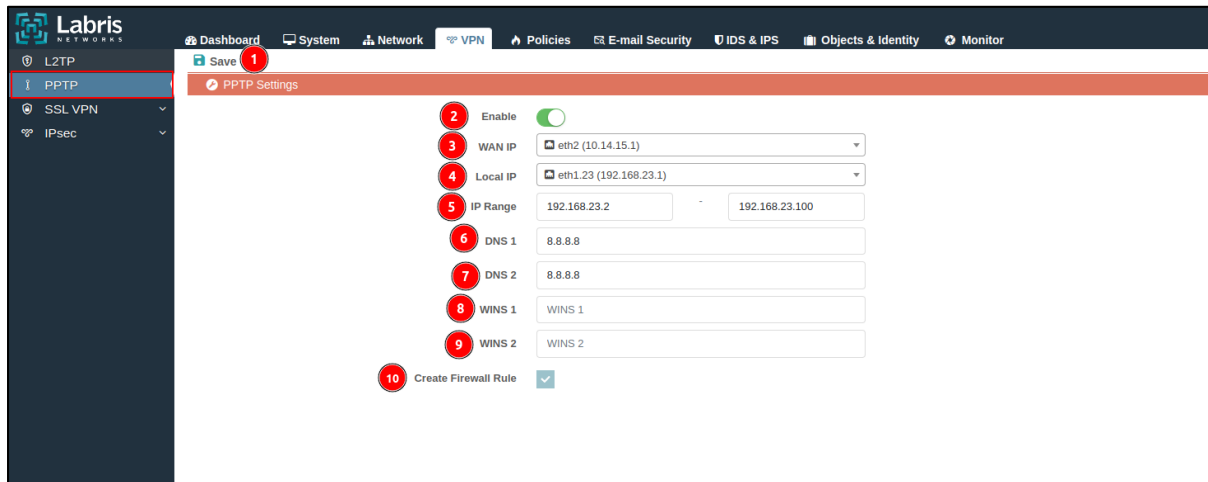 Labris
NETWORKS
Dashboard System Network VPN Policies E-mail Security IDS & IPS Objects & Identity Monitor
L2TP
PPTP
SSL VPN
IPsec
Save 1
PPTP Settings
2 Enable
3 WAN IP eth2 (10.14.15.1)
4 Local IP eth1.23 (192.168.23.1)
5 IP Range 192.168.23.2 - 192.168.23.100
6 DNS 1 8.8.8.8
7 DNS 2 8.8.8.8
8 WINS 1 WINS 1
9 WINS 2 WINS 2
10 Create Firewall Rule